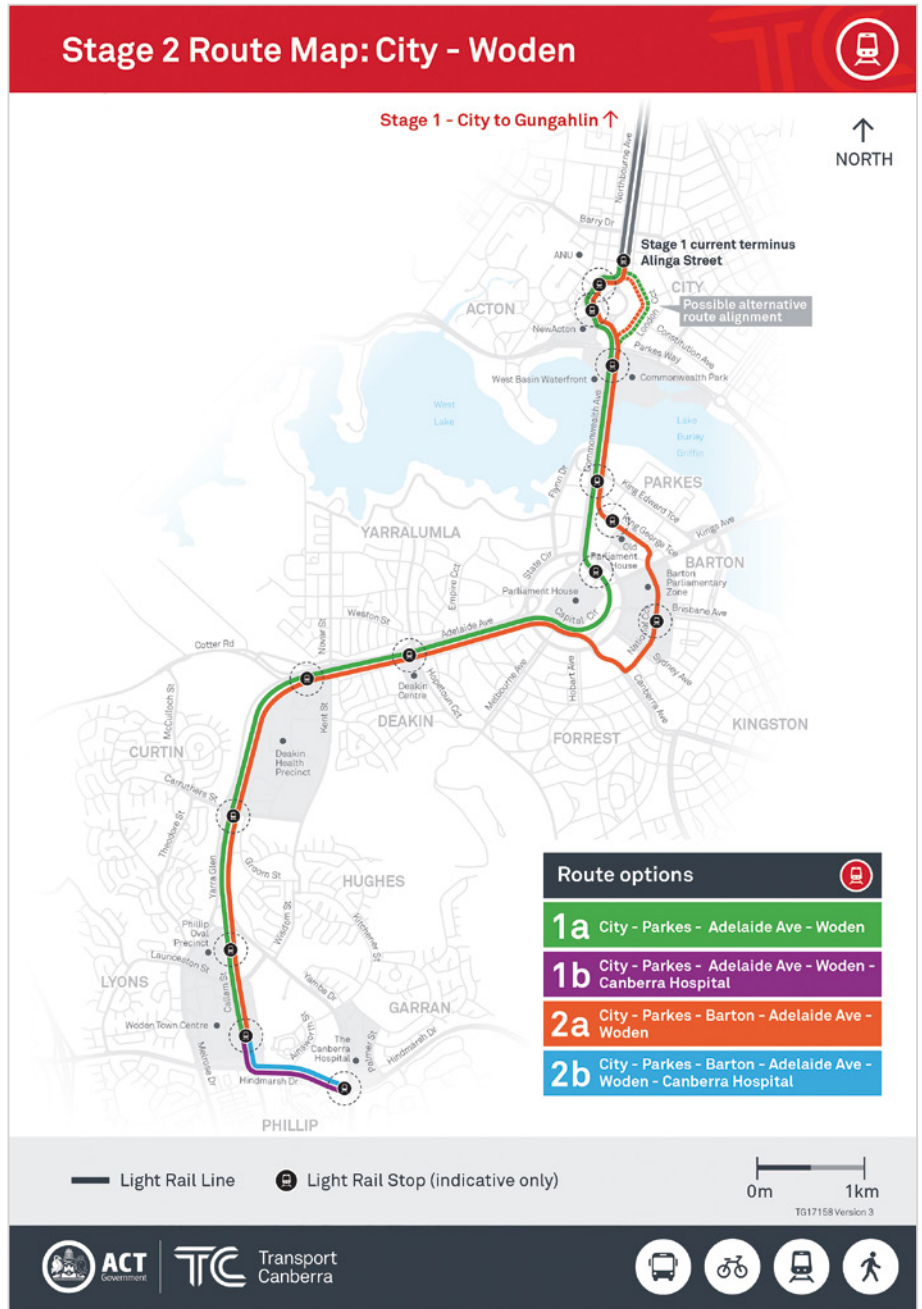 Stage 2 Route Map: City - Woden
Stage 1 - City to Gungahlin ↑
↑
NORTH
Northbourne Ave
Barry Dr
ANU
Stage 1 current terminus
Alinga Street
CITY
ACTON
Possible alternative
route alignment
London Cct
Constitution Ave
NewActon
Parkes Way
West Basin Waterfront
Commonwealth Park
West
Lake
Commonwealth Ave
Lake
Burley
Griffin
Flynn Dr
PARKES
King Edward Tce
YARRALUMLA
King George Tce
Kings Ave
Old
Parliament
House
State Cir
BARTON
Empire Cct
Parliament House
Barton
Parliamentary
Zone
Capital Cir
Brisbane Ave
Weston St
Adelaide Ave
National Cct
Novar St
Cotter Rd
Sydney Ave
Deakin
Centre
Hopetoun Cct
Melbourne Ave
Hobart Ave
Canberra Ave
McCulloch St
Kent St
DEAKIN
KINGSTON
FORREST
CURTIN
Deakin
Health
Precinct
Carruthers St
Theodore St
Groom St
Yarra Glen
HUGHES
Wisdom St
Kitchener St
Phillip
Oval
Precinct
Launceston St
LYONS
Callam St
Yamba Dr
GARRAN
Woden Town Centre
Ainsworth St
The
Canberra
Hospital
Palmer St
Hindmarsh Dr
Melrose Dr
Hindmarsh Dr
PHILLIP
Route options
1a City - Parkes - Adelaide Ave - Woden
1b City - Parkes - Adelaide Ave - Woden -
Canberra Hospital
2a City - Parkes - Barton - Adelaide Ave -
Woden
2b City - Parkes - Barton - Adelaide Ave -
Woden - Canberra Hospital
Light Rail Line
Light Rail Stop (indicative only)
0m 1km
TG17158 Version 3
ACT
Government
TC
Transport
Canberra